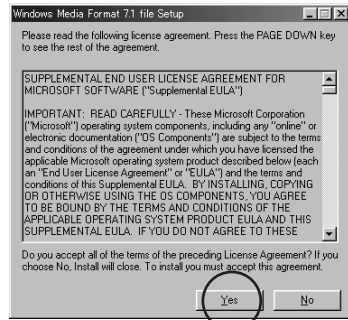 Windows Media Format 7.1 file Setup
Please read the following license agreement. Press the PAGE DOWN key
to see the rest of the agreement.
SUPPLEMENTAL END USER LICENSE AGREEMENT FOR
MICROSOFT SOFTWARE ("Supplemental EULA")
IMPORTANT: READ CAREFULLY - These Microsoft Corporation
("Microsoft") operating system components, including any "online" or
electronic documentation ("OS Components") are subject to the terms
and conditions of the agreement under which you have licensed the
applicable Microsoft operating system product described below (each
an "End User License Agreement" or "EULA") and the terms and
conditions of this Supplemental EULA. BY INSTALLING, COPYING
OR OTHERWISE USING THE OS COMPONENTS, YOU AGREE
TO BE BOUND BY THE TERMS AND CONDITIONS OF THE
APPLICABLE OPERATING SYSTEM PRODUCT EULA AND THIS
SUPPLEMENTAL EULA. IF YOU DO NOT AGREE TO THESE
Do you accept all of the terms of the preceding License Agreement? If you
choose No, Install will close. To install you must accept this agreement.
Yes No